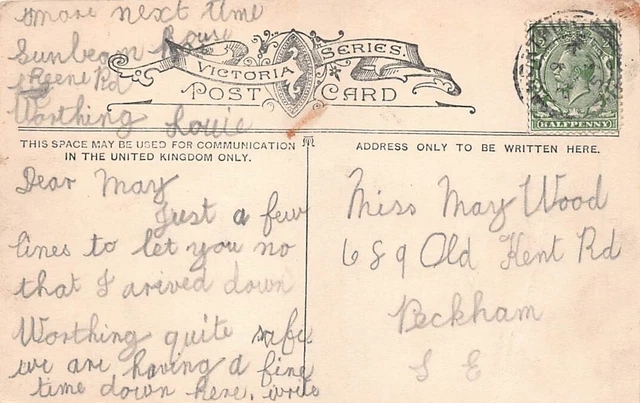 more next time
Sunbeam House
Reene Rd
Worthing Louie
VICTORIA SERIES.
POST CARD
HALFPENNY
THIS SPACE MAY BE USED FOR COMMUNICATION
IN THE UNITED KINGDOM ONLY.
ADDRESS ONLY TO BE WRITTEN HERE.
Dear May
Just a few
lines to let you no
that I arived down
Worthing quite safe
we are having a fine
time down here, write
Miss May Wood
689 Old Kent Rd
Peckham
S E